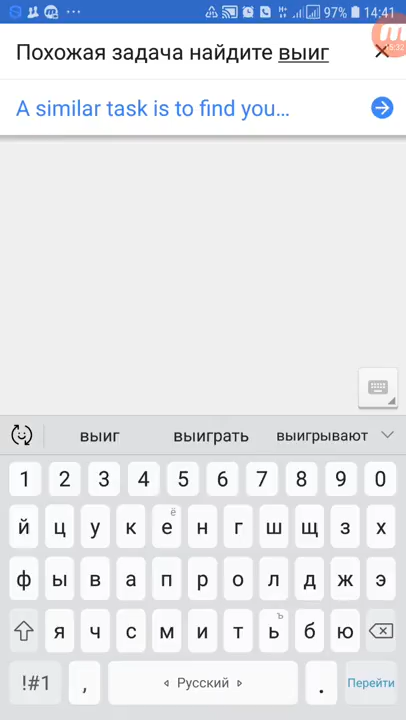 97% 14:41
Похожая задача найдите выиг
A similar task is to find you...
выиг выиграть выигрывают
1 2 3 4 5 6 7 8 9 0
й ц у к е ё н г ш щ з х
ф ы в а п р о л д ж э
я ч с м и т ь ъ б ю
!#1 , Русский . Перейти